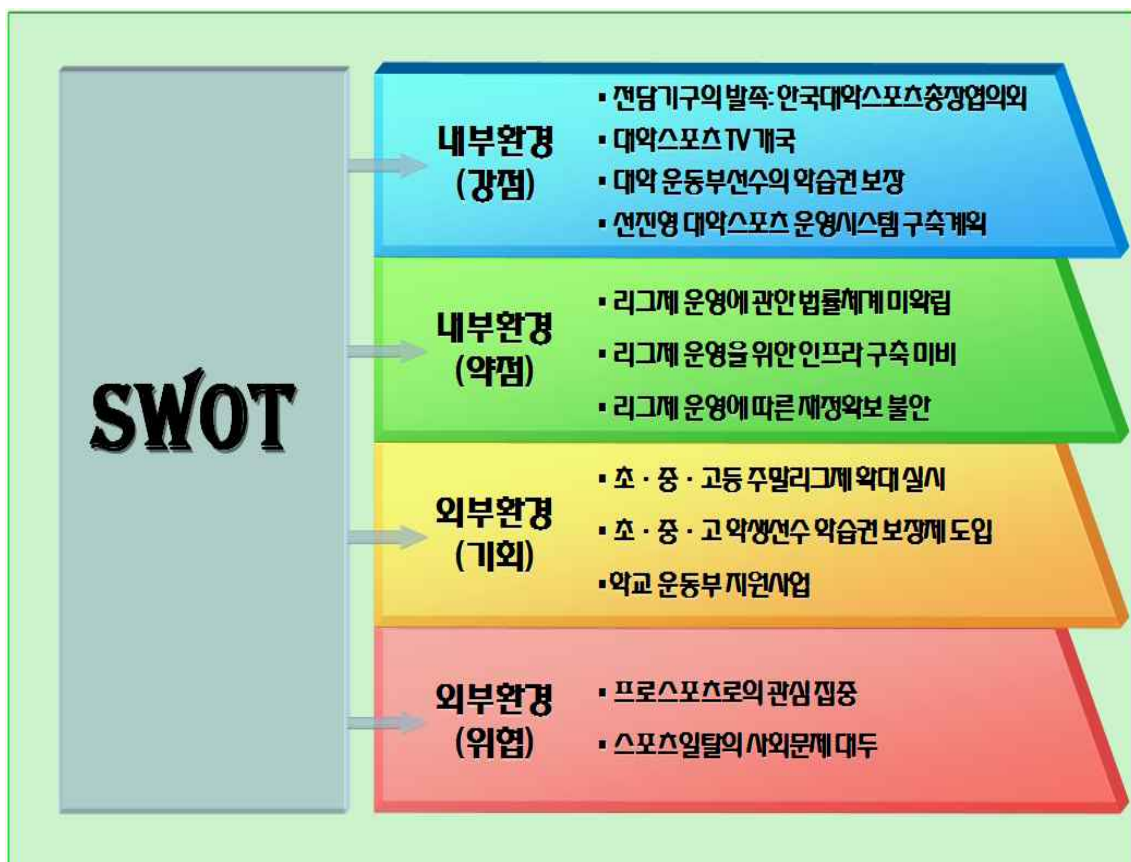 SWOT
내부환경
(강점)
▪ 전담기구의 발족: 한국대학스포츠총장협의회
▪ 대학스포츠TV 개국
▪ 대학 운동부선수의 학습권 보장
▪ 선진형 대학스포츠 운영시스템 구축계획
내부환경
(약점)
▪ 리그제 운영에 관한 법률체계 미확립
▪ 리그제 운영을 위한 인프라 구축 미비
▪ 리그제 운영에 따른 재정확보 불안
외부환경
(기회)
▪ 초 · 중 · 고등 주말리그제 확대 실시
▪ 초 · 중 · 고 학생선수 학습권 보장제 도입
▪학교 운동부 지원사업
외부환경
(위협)
▪ 프로스포츠로의 관심 집중
▪ 스포츠일탈의 사회문제 대두